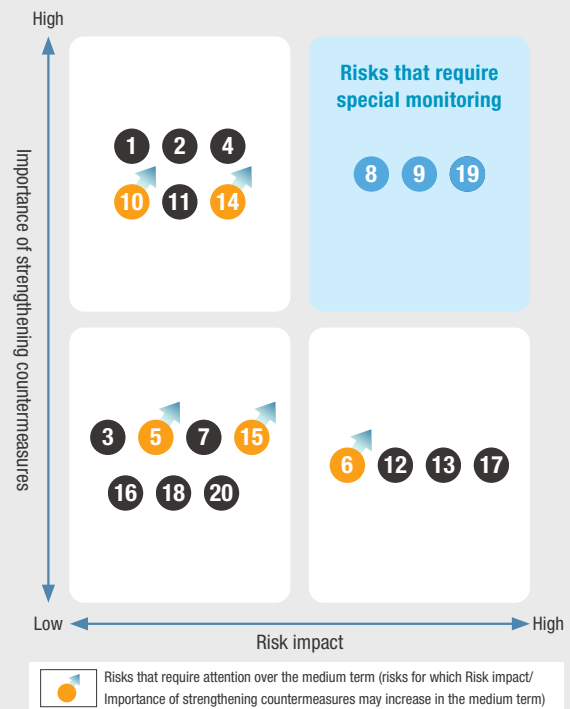 High
Importance of strengthening countermeasures
Risks that require
special monitoring
1 2 4
10 11 14
8 9 19
3 5 7 15
16 18 20
6 12 13 17
Low
High
Risk impact
Risks that require attention over the medium term (risks for which Risk impact/
Importance of strengthening countermeasures may increase in the medium term)